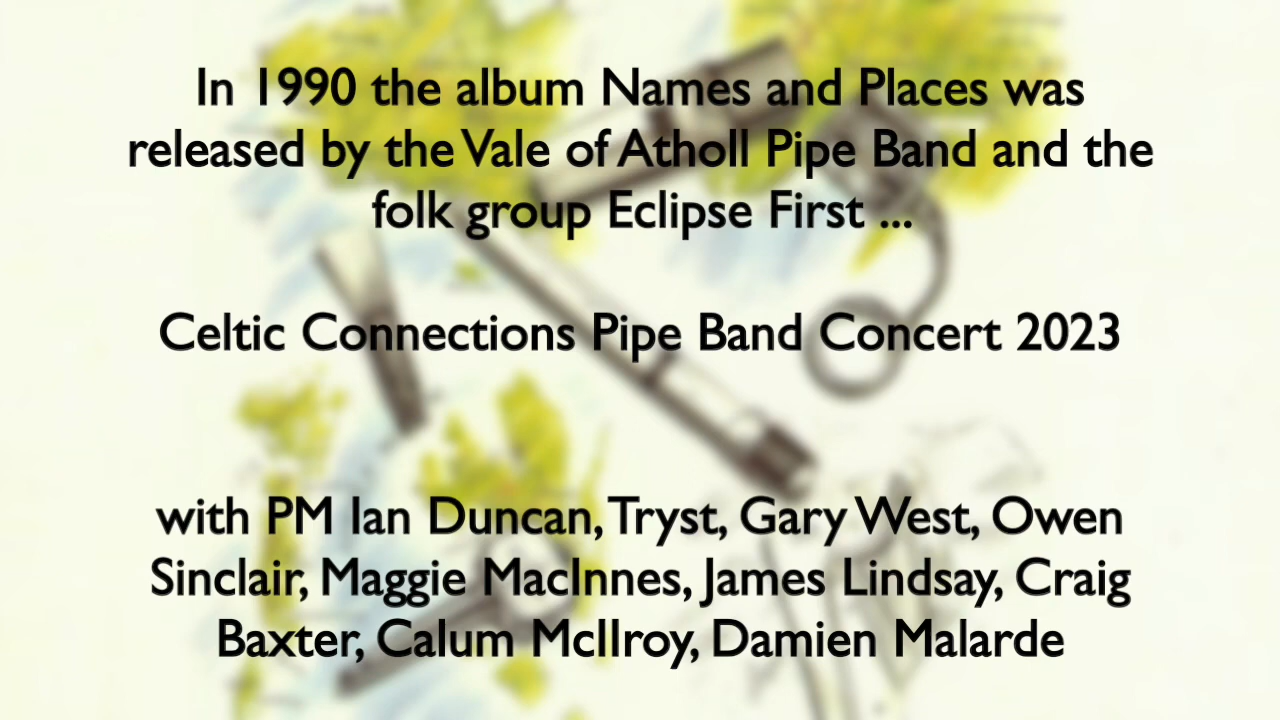 In 1990 the album Names and Places was
released by the Vale of Atholl Pipe Band and the
folk group Eclipse First ...
Celtic Connections Pipe Band Concert 2023
with PM Ian Duncan, Tryst, Gary West, Owen
Sinclair, Maggie MacInnes, James Lindsay, Craig
Baxter, Calum McIlroy, Damien Malarde